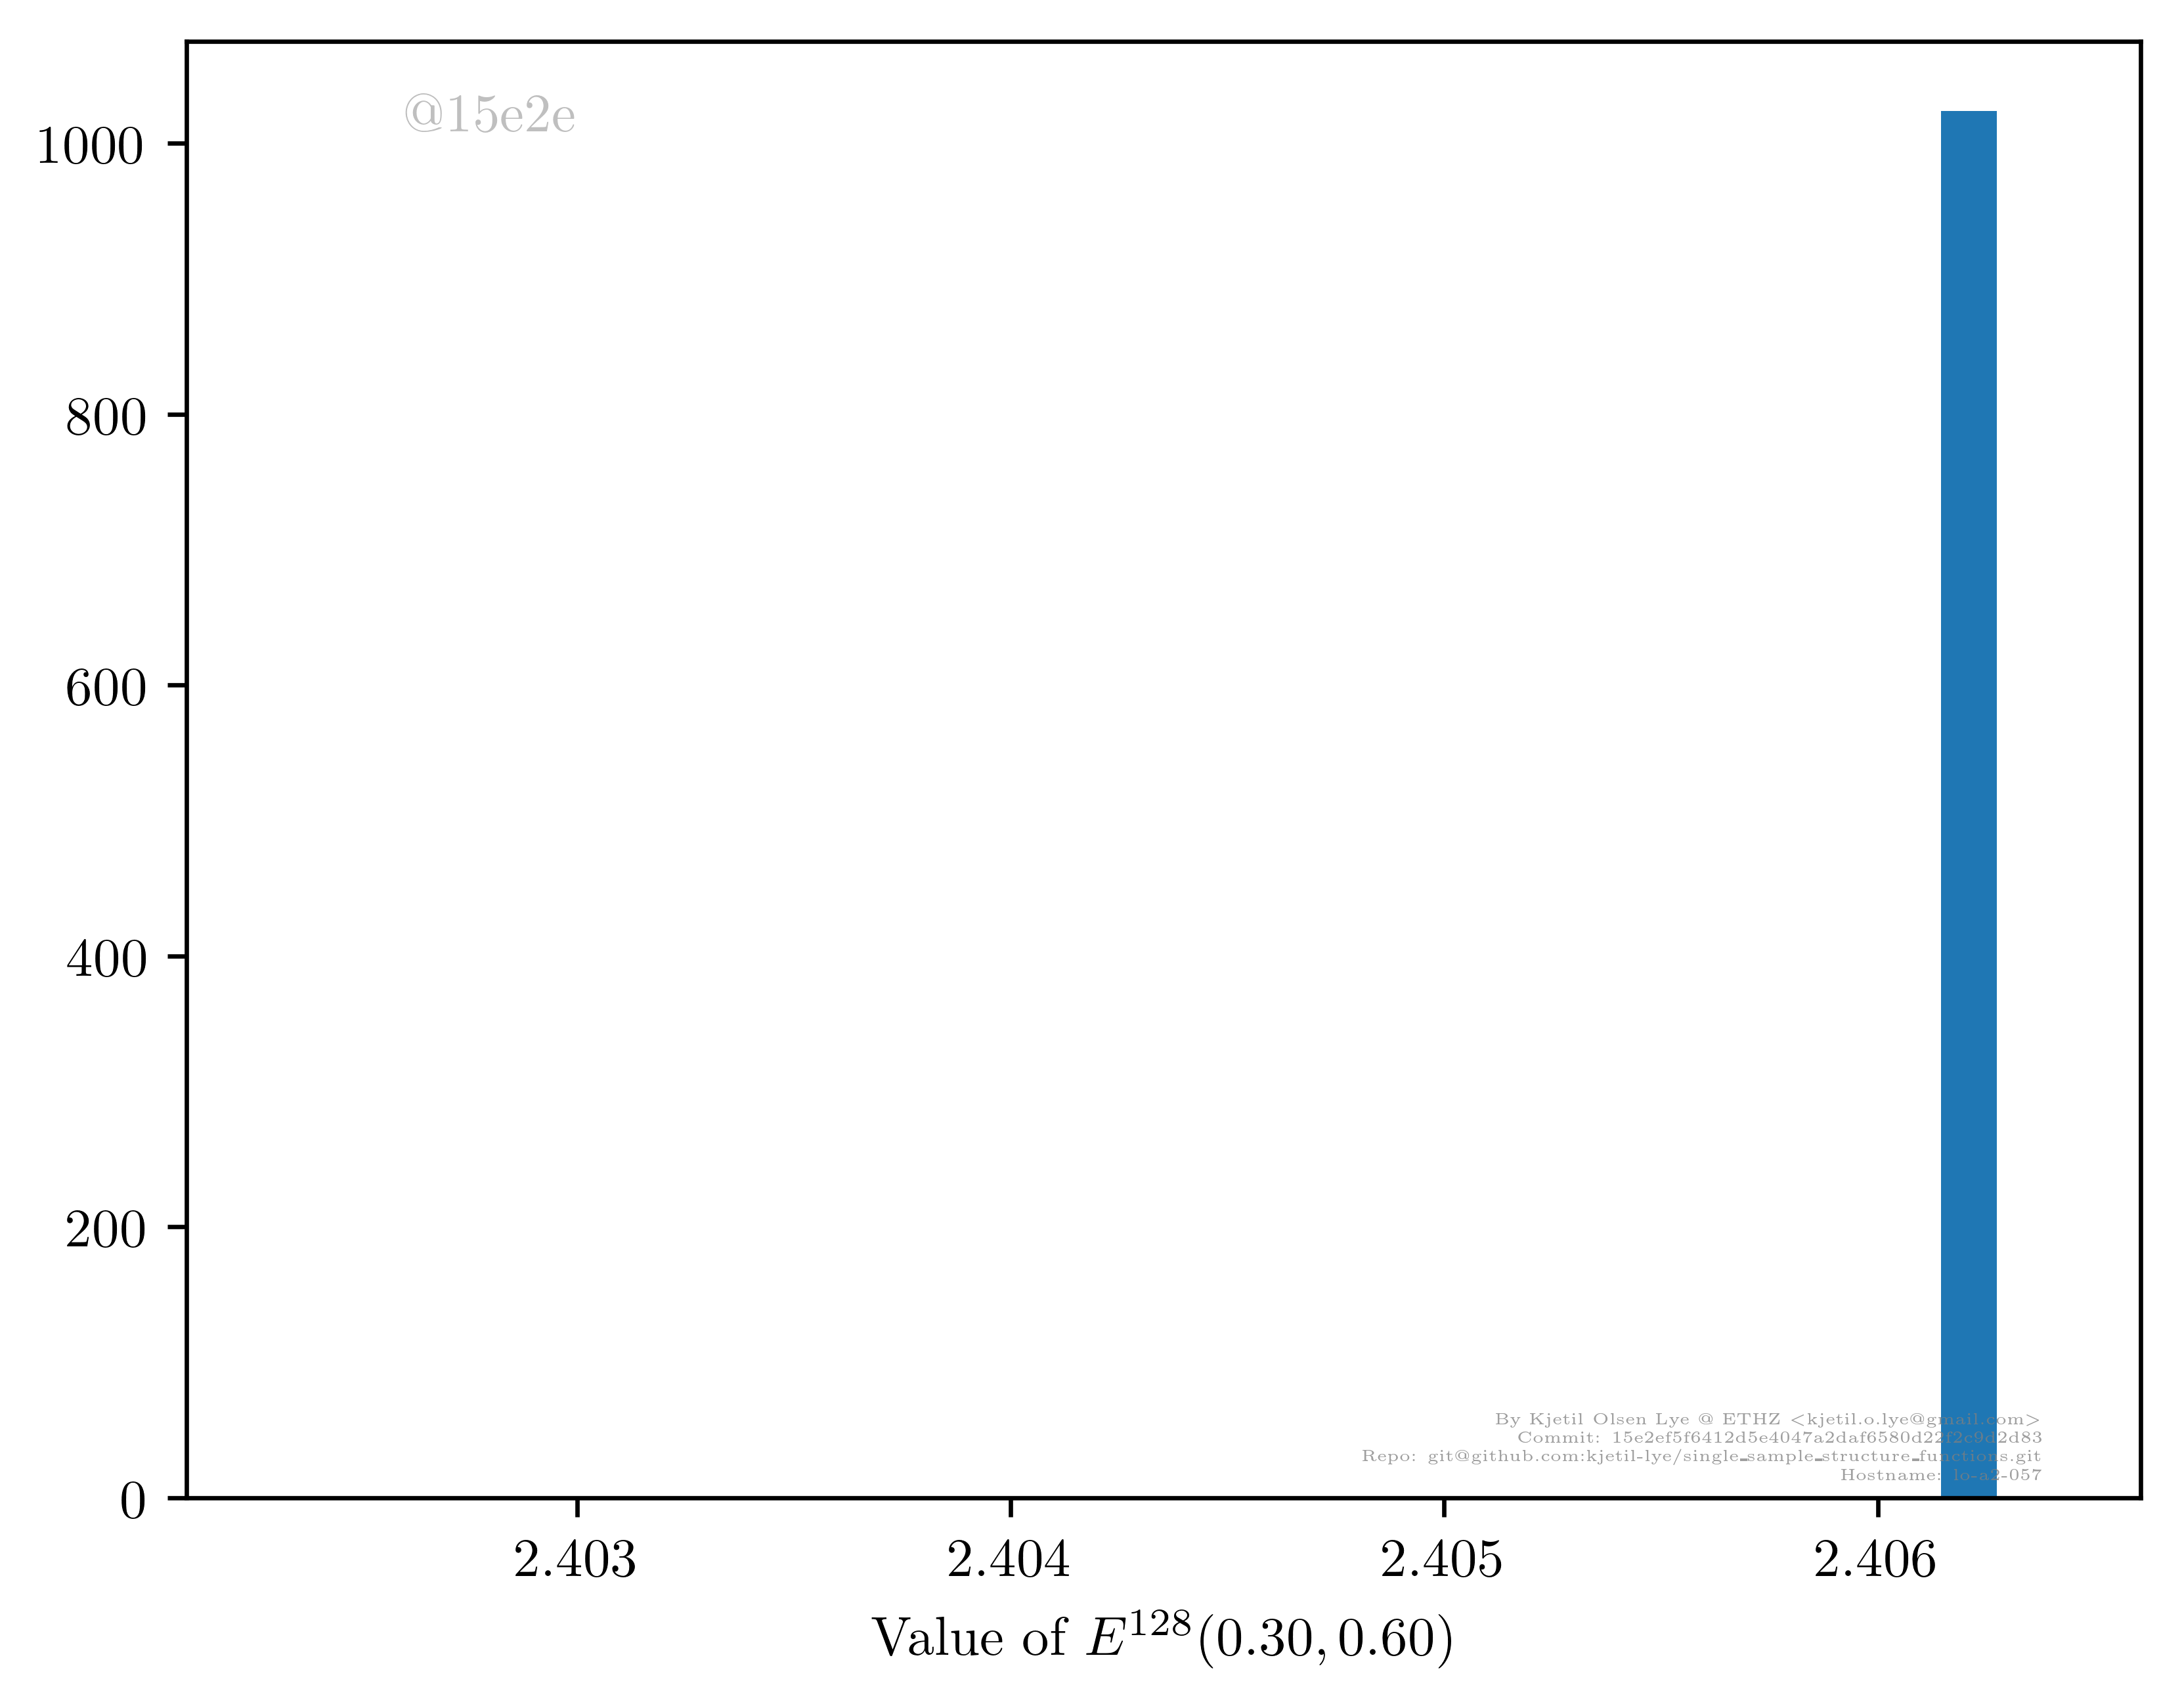 @15e2e
1000
800
600
400
200
0
By Kjetil Olsen Lye @ ETHZ <kjetil.o.lye@gmail.com>
Commit: 15e2ef5f6412d5e4047a2daf6580d22f2c9d2d83
Repo: git@github.com:kjetil-lye/single_sample_structure_functions.git
Hostname: lo-a2-057
2.403 2.404 2.405 2.406
Value of E^128(0.30, 0.60)